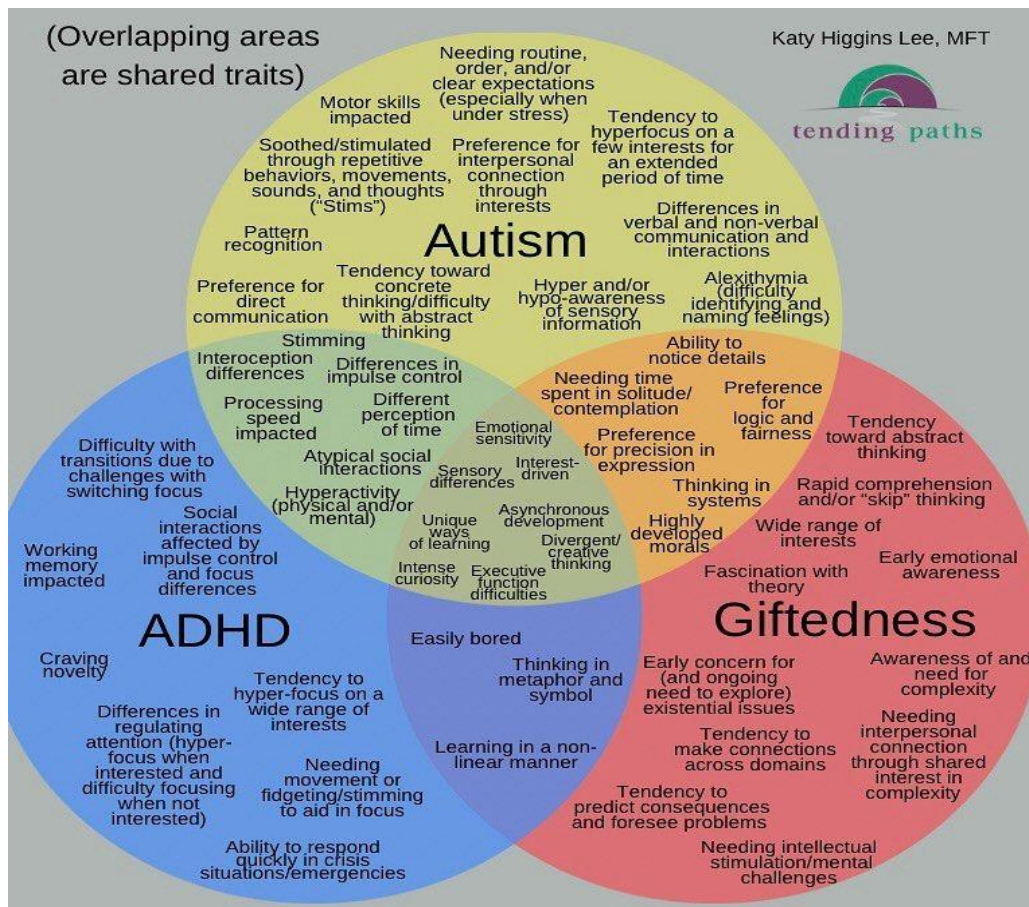 (Overlapping areas
are shared traits)
Katy Higgins Lee, MFT
tending paths
Needing routine,
order, and/or
clear expectations
(especially when
under stress)
Motor skills
impacted
Tendency to
hyperfocus on a
few interests for
an extended
period of time
Soothed/stimulated
through repetitive
behaviors, movements,
sounds, and thoughts
("Stims")
Preference for
interpersonal
connection
through
interests
Differences in
verbal and non-verbal
communication and
interactions
Autism
Pattern
recognition
Preference for
direct
communication
Tendency toward
concrete
thinking/difficulty
with abstract
thinking
Hyper and/or
hypo-awareness
of sensory
information
Alexithymia
(difficulty
identifying and
naming feelings)
Stimming
Interoception
differences
Differences in
impulse control
Processing
speed
impacted
Different
perception
of time
Atypical social
interactions
Hyperactivity
(physical and/or
mental)
Ability to
notice details
Needing time
spent in solitude/
contemplation
Preference
for
logic and
fairness
Preference
for precision in
expression
Thinking in
systems
Highly
developed
morals
Emotional
sensitivity
Sensory
differences
Interest-
driven
Asynchronous
development
Unique
ways
of learning
Divergent/
creative
thinking
Intense
curiosity
Executive
function
difficulties
Difficulty with
transitions due to
challenges with
switching focus
Social
interactions
affected by
impulse control
and focus
differences
Working
memory
impacted
ADHD
Craving
novelty
Tendency to
hyper-focus on a
wide range of
interests
Differences in
regulating
attention (hyper-
focus when
interested and
difficulty focusing
when not
interested)
Needing
movement or
fidgeting/stimming
to aid in focus
Ability to respond
quickly in crisis
situations/emergencies
Easily bored
Thinking in
metaphor and
symbol
Learning in a non-
linear manner
Tendency
toward abstract
thinking
Rapid comprehension
and/or "skip" thinking
Wide range of
interests
Early emotional
awareness
Fascination with
theory
Giftedness
Early concern for
(and ongoing
need to explore)
existential issues
Awareness of and
need for
complexity
Tendency to
make connections
across domains
Needing
interpersonal
connection
through shared
interest in
complexity
Tendency to
predict consequences
and foresee problems
Needing intellectual
stimulation/mental
challenges